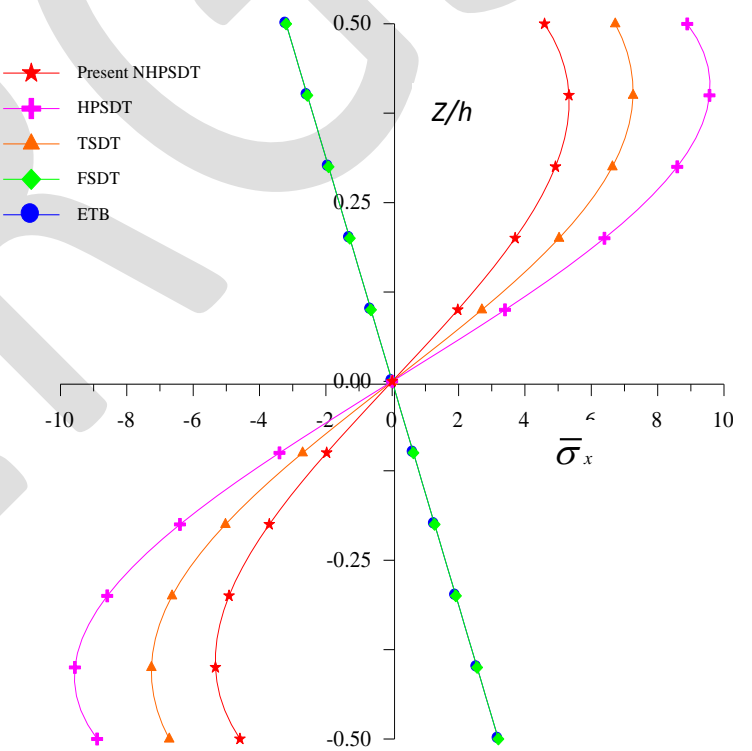 Present NHPSDT
HPSDT
TSDT
FSDT
ETB
z/h
0.50
0.25
0.00
-0.25
-0.50
-10 -8 -6 -4 -2 0 2 4 6 8 10
σ̅ x